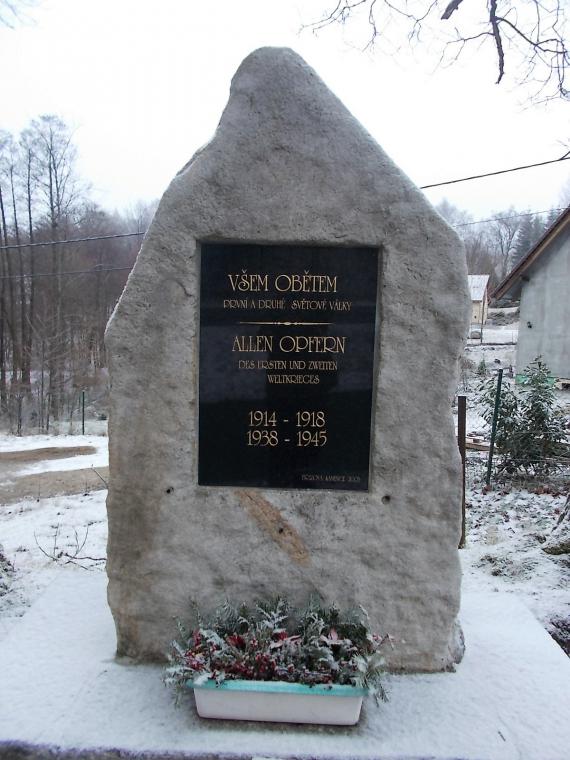 VŠEM OBĚTEM
PRVNÍ A DRUHÉ SVĚTOVÉ VÁLKY
ALLEN OPFERN
DES ERSTEN UND ZWEITEN
WELTKRIEGES
1914 - 1918
1938 - 1945